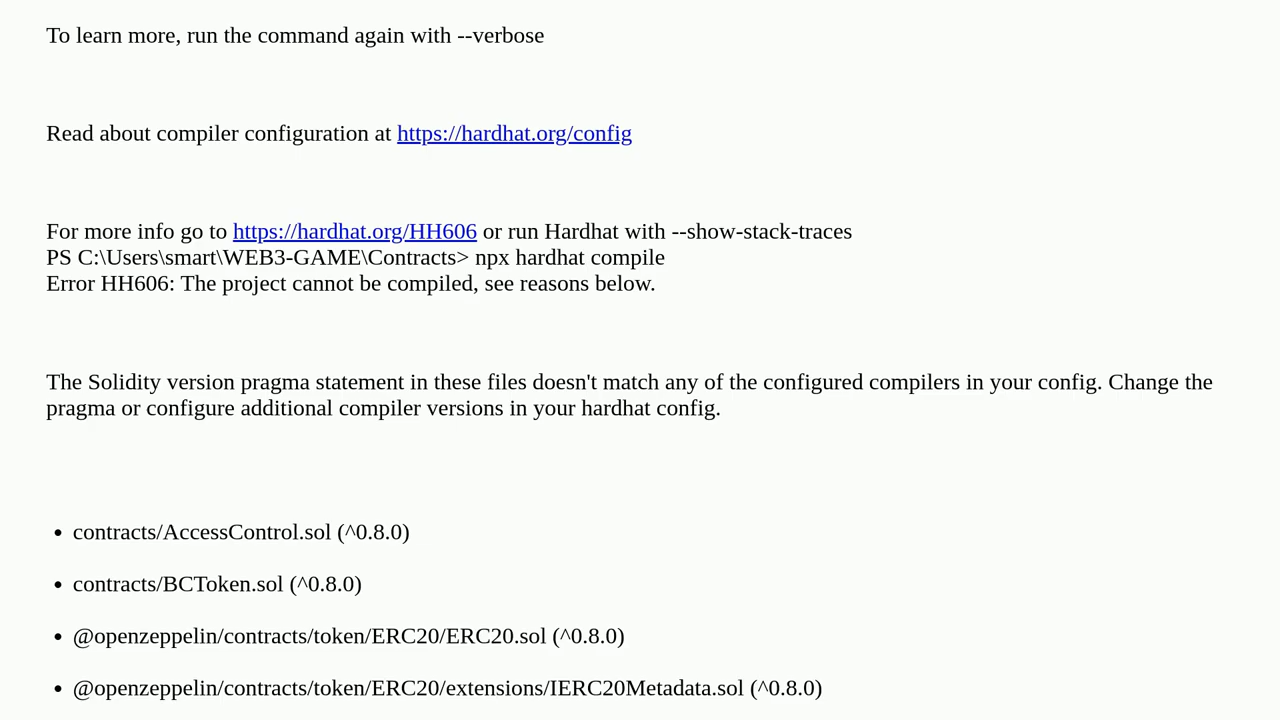 To learn more, run the command again with --verbose
Read about compiler configuration at https://hardhat.org/config
For more info go to https://hardhat.org/HH606 or run Hardhat with --show-stack-traces
PS C:\Users\smart\WEB3-GAME\Contracts> npx hardhat compile
Error HH606: The project cannot be compiled, see reasons below.
The Solidity version pragma statement in these files doesn't match any of the configured compilers in your config. Change the
pragma or configure additional compiler versions in your hardhat config.
• contracts/AccessControl.sol (^0.8.0)
• contracts/BCToken.sol (^0.8.0)
• @openzeppelin/contracts/token/ERC20/ERC20.sol (^0.8.0)
• @openzeppelin/contracts/token/ERC20/extensions/IERC20Metadata.sol (^0.8.0)